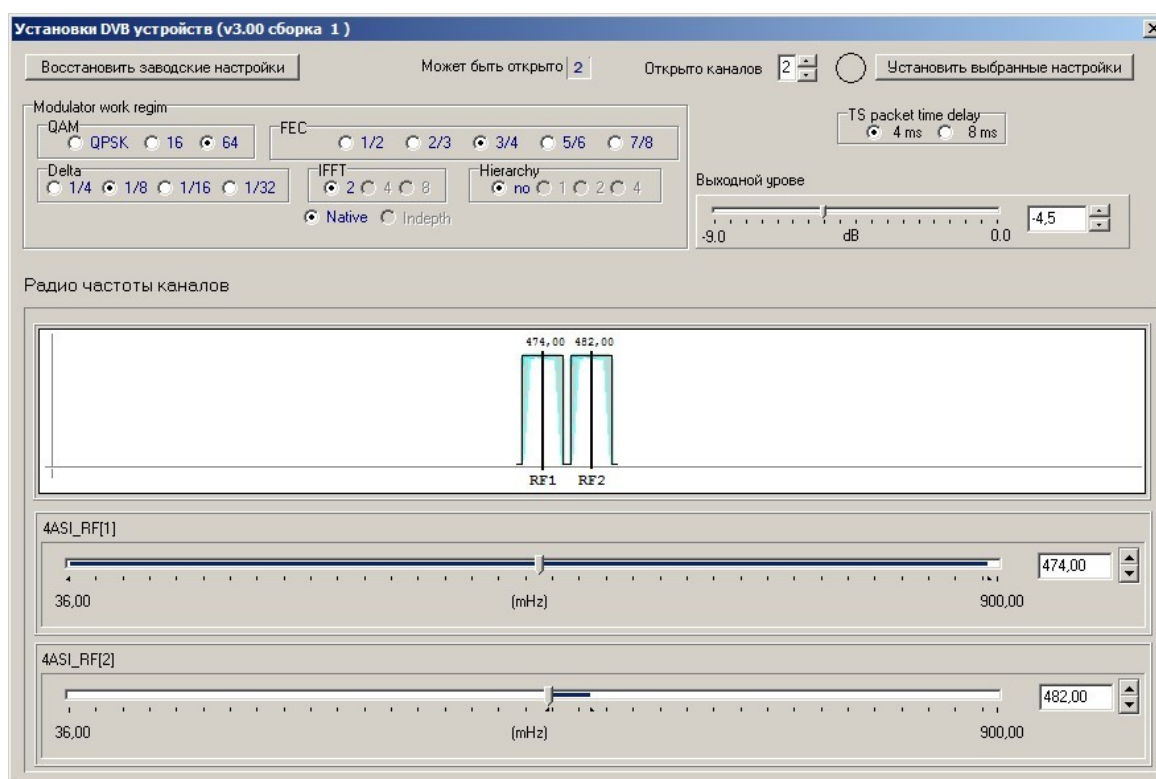 Установки DVB устройств (v3.00 сборка 1 )
Восстановить заводские настройки Может быть открыто 2 Открыто каналов 2 Установить выбранные настройки
Modulator work regim
QAM
QPSK 16 64
FEC
1/2 2/3 3/4 5/6 7/8
TS packet time delay
4 ms 8 ms
Delta
1/4 1/8 1/16 1/32
IFFT
2 4 8
Hierarchy
no 1 2 4
Native Indepth
Выходной урове
-9.0 dB 0.0 -4,5
Радио частоты каналов
474,00 482,00
RF1 RF2
4ASI_RF[1]
474,00
36,00 (mHz) 900,00
4ASI_RF[2]
482,00
36,00 (mHz) 900,00